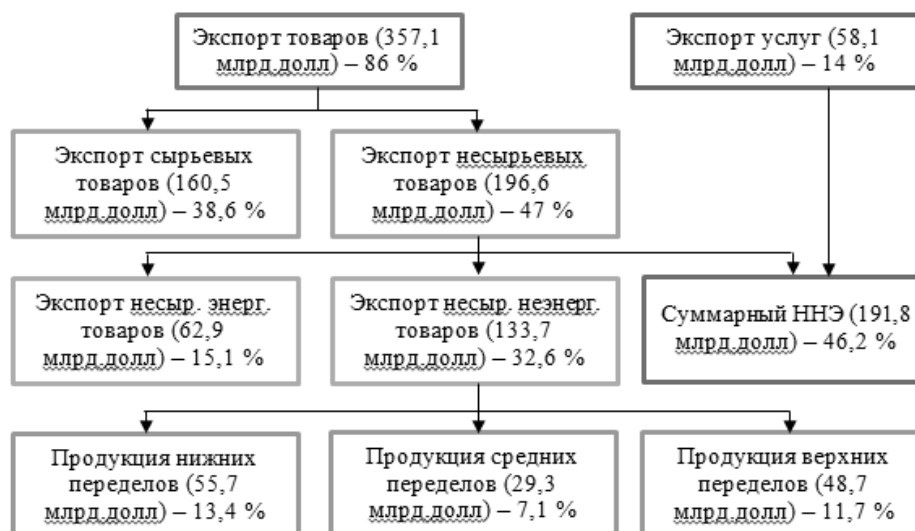 Экспорт товаров (357,1
млрд.долл) – 86 %
Экспорт услуг (58,1
млрд.долл) – 14 %
Экспорт сырьевых
товаров (160,5
млрд.долл) – 38,6 %
Экспорт несырьевых
товаров (196,6
млрд.долл) – 47 %
Экспорт несыр. энерг.
товаров (62,9
млрд.долл) – 15,1 %
Экспорт несыр. неэнерг.
товаров (133,7
млрд.долл) – 32,6 %
Суммарный ННЭ (191,8
млрд.долл) – 46,2 %
Продукция нижних
переделов (55,7
млрд.долл) – 13,4 %
Продукция средних
переделов (29,3
млрд.долл) – 7,1 %
Продукция верхних
переделов (48,7
млрд.долл) – 11,7 %